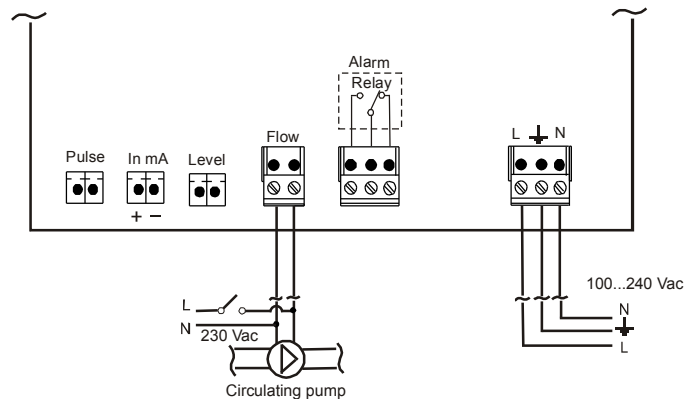 Alarm
Relay
Flow
L ⏚ N
Pulse
In mA
Level
+ −
100...240 Vac
L
N 230 Vac
N
⏚
L
Circulating pump